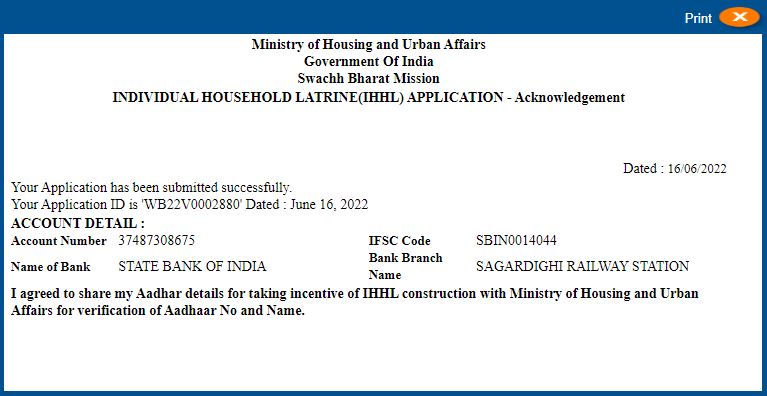 Print
Ministry of Housing and Urban Affairs
Government Of India
Swachh Bharat Mission
INDIVIDUAL HOUSEHOLD LATRINE(IHHL) APPLICATION - Acknowledgement
Dated : 16/06/2022
Your Application has been submitted successfully.
Your Application ID is 'WB22V0002880' Dated : June 16, 2022
ACCOUNT DETAIL :
Account Number 37487308675 IFSC Code SBIN0014044
Name of Bank STATE BANK OF INDIA Bank Branch Name SAGARDIGHI RAILWAY STATION
I agreed to share my Aadhar details for taking incentive of IHHL construction with Ministry of Housing and Urban
Affairs for verification of Aadhaar No and Name.